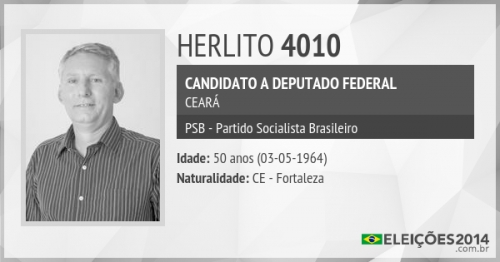 HERLITO 4010
CANDIDATO A DEPUTADO FEDERAL
CEARÁ
PSB - Partido Socialista Brasileiro
Idade: 50 anos (03-05-1964)
Naturalidade: CE - Fortaleza
ELEIÇÕES2014
.com.br